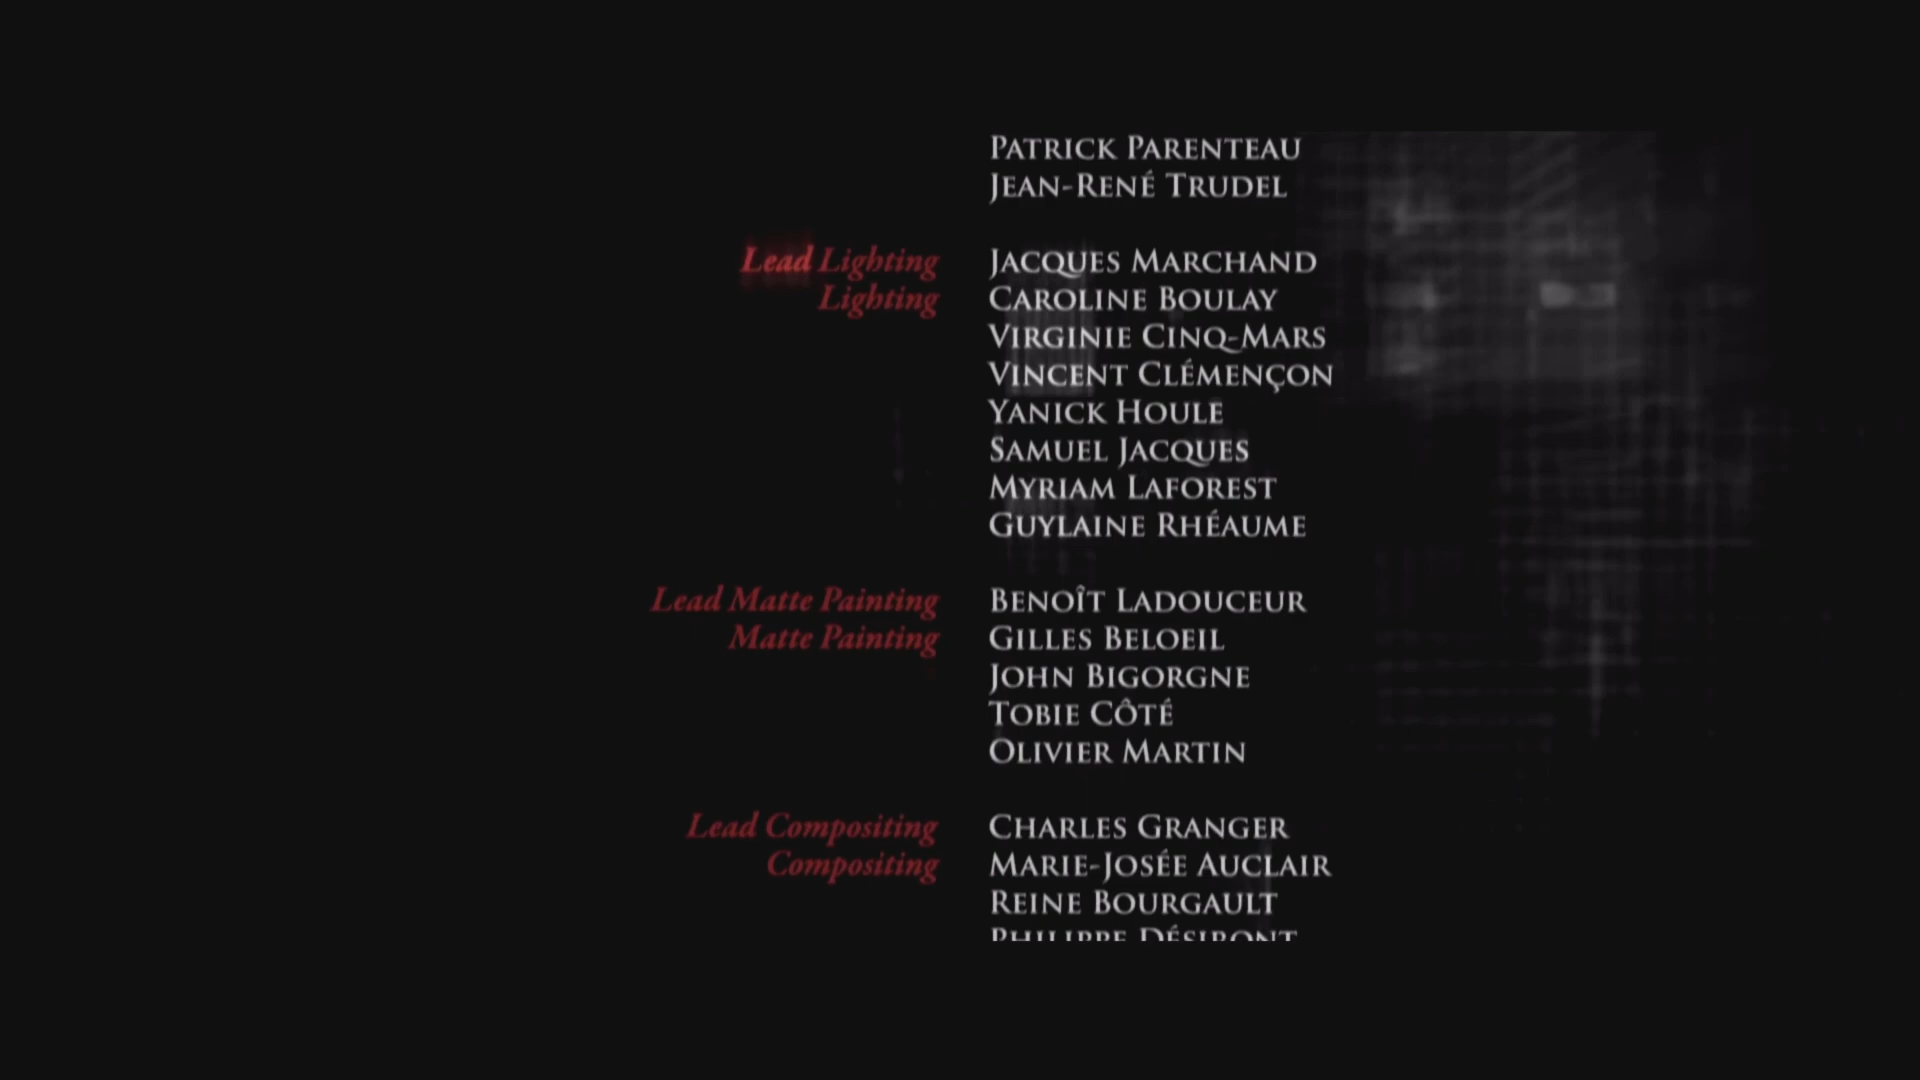 PATRICK PARENTEAU
JEAN-RENÉ TRUDEL
Lead Lighting JACQUES MARCHAND
Lighting CAROLINE BOULAY
VIRGINIE CINQ-MARS
VINCENT CLÉMENÇON
YANICK HOULE
SAMUEL JACQUES
MYRIAM LAFOREST
GUYLAINE RHÉAUME
Lead Matte Painting BENOÎT LADOUCEUR
Matte Painting GILLES BELOEIL
JOHN BIGORGNE
TOBIE CÔTÉ
OLIVIER MARTIN
Lead Compositing CHARLES GRANGER
Compositing MARIE-JOSÉE AUCLAIR
REINE BOURGAULT
PHILIPPE DÉSIRONT